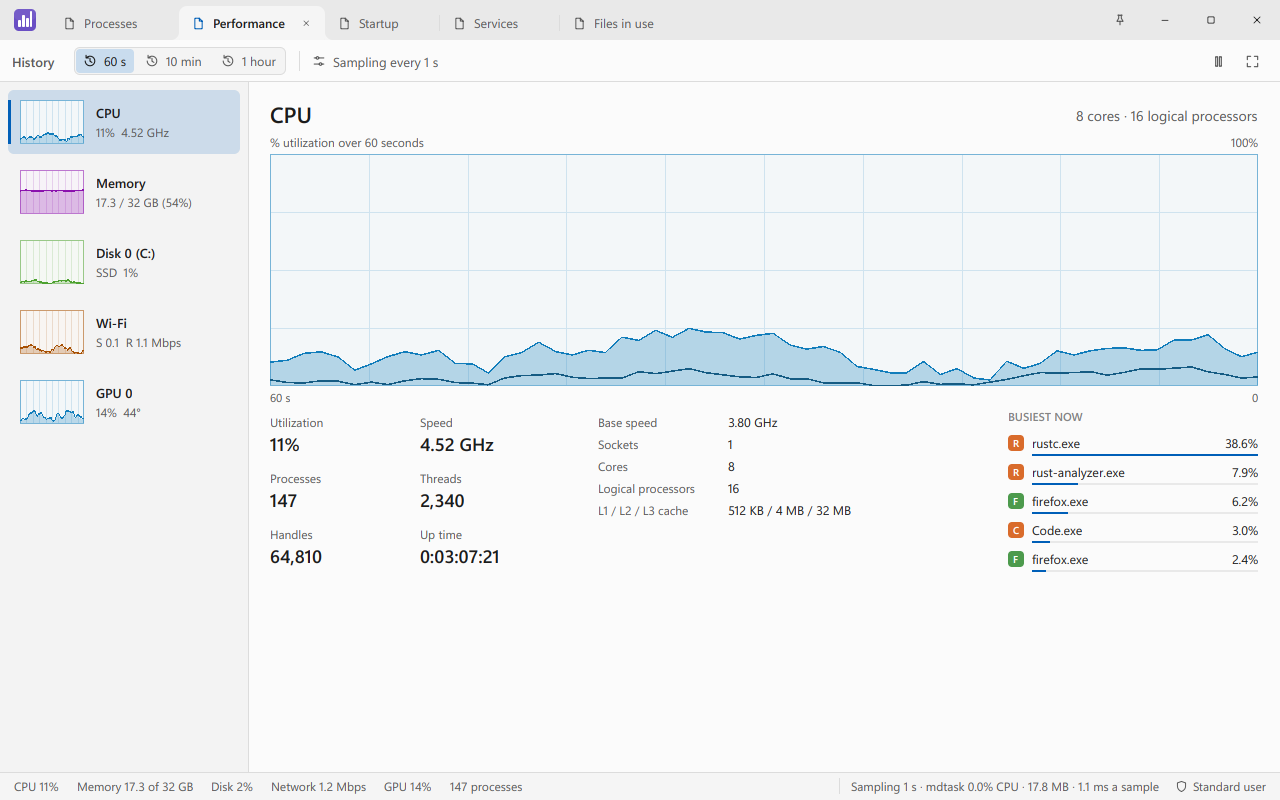 Processes
Performance
Startup
Services
Files in use
History
60 s
10 min
1 hour
Sampling every 1 s
CPU
11% 4.52 GHz
Memory
17.3 / 32 GB (54%)
Disk 0 (C:)
SSD 1%
Wi-Fi
S 0.1 R 1.1 Mbps
GPU 0
14% 44°
CPU
8 cores · 16 logical processors
% utilization over 60 seconds
100%
60 s
0
Utilization
11%
Speed
4.52 GHz
Processes
147
Threads
2,340
Handles
64,810
Up time
0:03:07:21
Base speed 3.80 GHz
Sockets 1
Cores 8
Logical processors 16
L1 / L2 / L3 cache 512 KB / 4 MB / 32 MB
BUSIEST NOW
R rustc.exe 38.6%
R rust-analyzer.exe 7.9%
F firefox.exe 6.2%
C Code.exe 3.0%
F firefox.exe 2.4%
CPU 11%
Memory 17.3 of 32 GB
Disk 2%
Network 1.2 Mbps
GPU 14%
147 processes
Sampling 1 s · mdtask 0.0% CPU · 17.8 MB · 1.1 ms a sample
Standard user